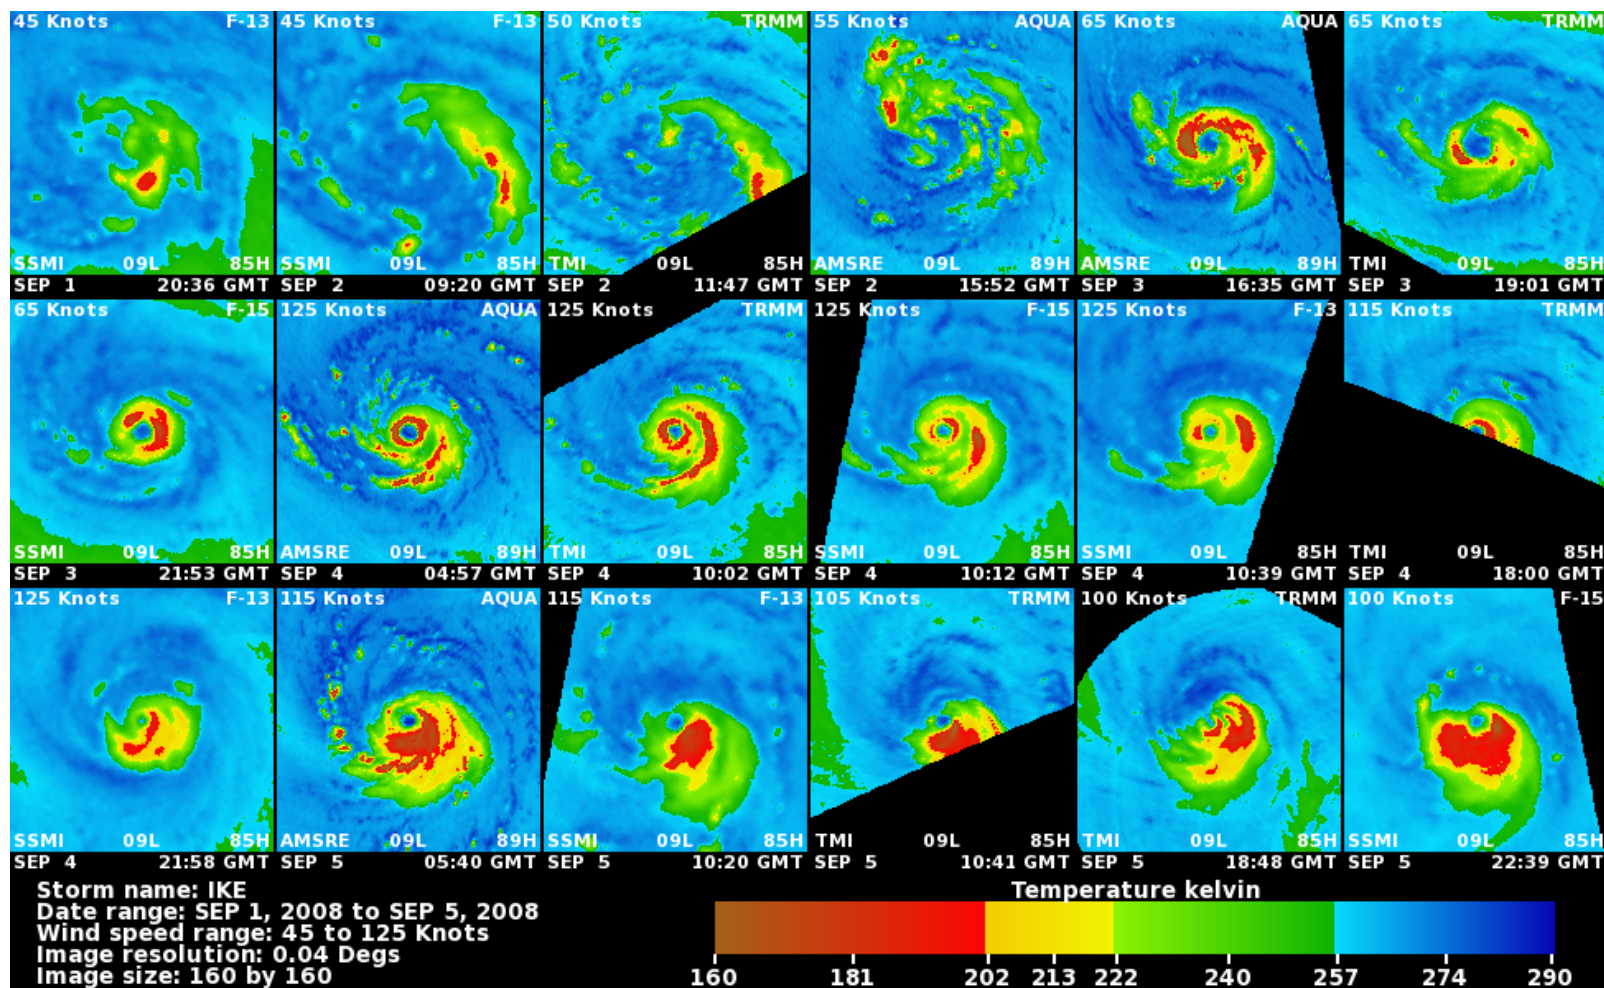 45 Knots F-13 45 Knots F-13 50 Knots TRMM 55 Knots AQUA 65 Knots AQUA 65 Knots TRMM
SSMI 09L 85H SSMI 09L 85H TMI 09L 85H AMSRE 09L 89H AMSRE 09L 89H TMI 09L 85H
SEP 1 20:36 GMT SEP 2 09:20 GMT SEP 2 11:47 GMT SEP 2 15:52 GMT SEP 3 16:35 GMT SEP 3 19:01 GMT
65 Knots F-15 125 Knots AQUA 125 Knots TRMM 125 Knots F-15 125 Knots F-13 115 Knots TRMM
SSMI 09L 85H AMSRE 09L 89H TMI 09L 85H SSMI 09L 85H SSMI 09L 85H TMI 09L 85H
SEP 3 21:53 GMT SEP 4 04:57 GMT SEP 4 10:02 GMT SEP 4 10:12 GMT SEP 4 10:39 GMT SEP 4 18:00 GMT
125 Knots F-13 115 Knots AQUA 115 Knots F-13 105 Knots TRMM 100 Knots TRMM 100 Knots F-15
SSMI 09L 85H AMSRE 09L 89H SSMI 09L 85H TMI 09L 85H TMI 09L 85H SSMI 09L 85H
SEP 4 21:58 GMT SEP 5 05:40 GMT SEP 5 10:20 GMT SEP 5 10:41 GMT SEP 5 18:48 GMT SEP 5 22:39 GMT
Storm name: IKE
Date range: SEP 1, 2008 to SEP 5, 2008
Wind speed range: 45 to 125 Knots
Image resolution: 0.04 Degs
Image size: 160 by 160
Temperature kelvin
160 181 202 213 222 240 257 274 290